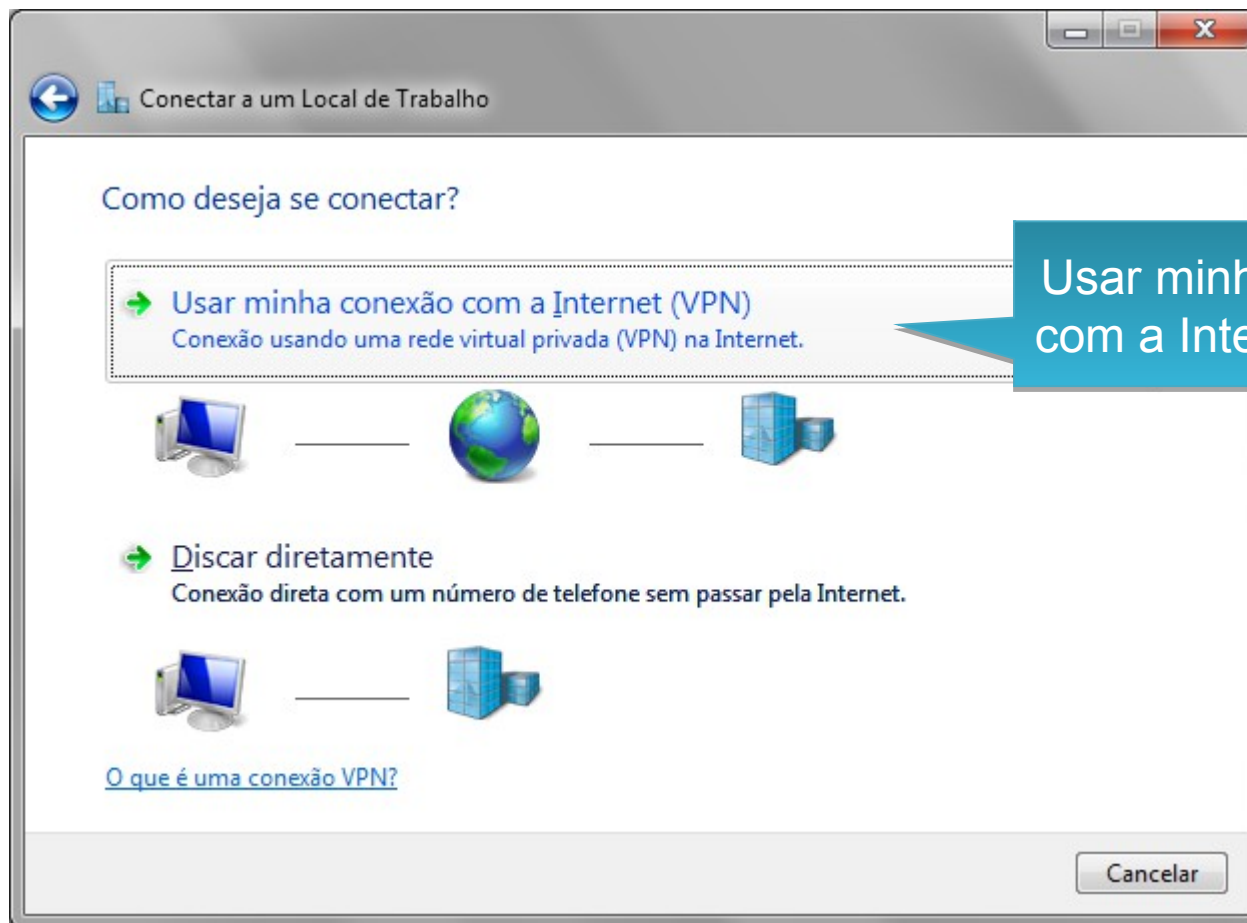 Conectar a um Local de Trabalho
Como deseja se conectar?
Usar minha conexão com a Internet (VPN)
Conexão usando uma rede virtual privada (VPN) na Internet.
Usar
com a
Discar diretamente
Conexão direta com um número de telefone sem passar pela Internet.
O que é uma conexão VPN?
Cancelar